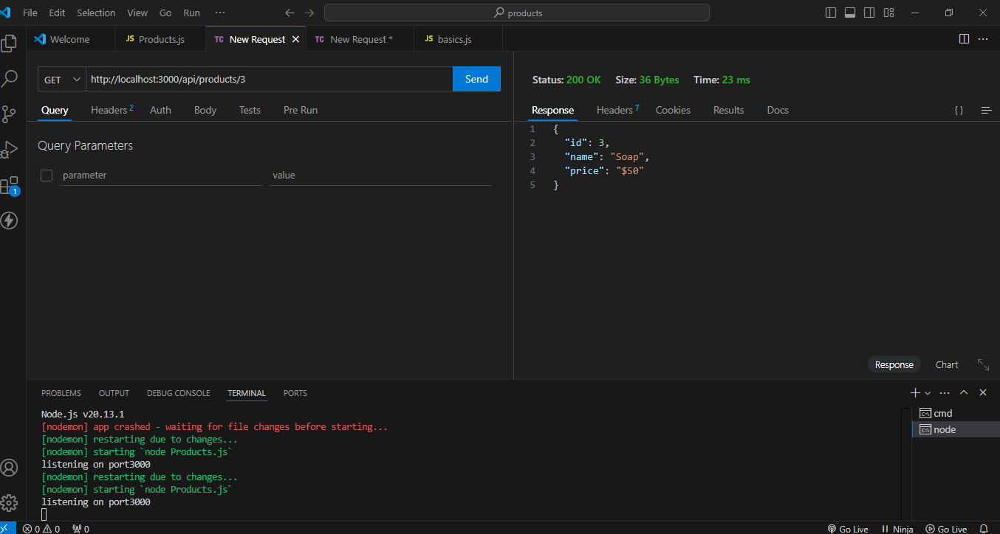 File Edit Selection View Go Run ··· products
Welcome JS Products.js TC New Request TC New Request * JS basics.js
GET http://localhost:3000/api/products/3 Send
Query Headers 2 Auth Body Tests Pre Run
Query Parameters
parameter value
Status: 200 OK Size: 36 Bytes Time: 23 ms
Response Headers 7 Cookies Results Docs { }
1 {
2 "id": 3,
3 "name": "Soap",
4 "price": "$50"
5 }
Response Chart
1
PROBLEMS OUTPUT DEBUG CONSOLE TERMINAL PORTS
Node.js v20.13.1
[nodemon] app crashed - waiting for file changes before starting...
[nodemon] restarting due to changes...
[nodemon] starting `node Products.js`
listening on port3000
[nodemon] restarting due to changes...
[nodemon] starting `node Products.js`
listening on port3000
cmd
node
0 0 0 Go Live Ninja Go Live